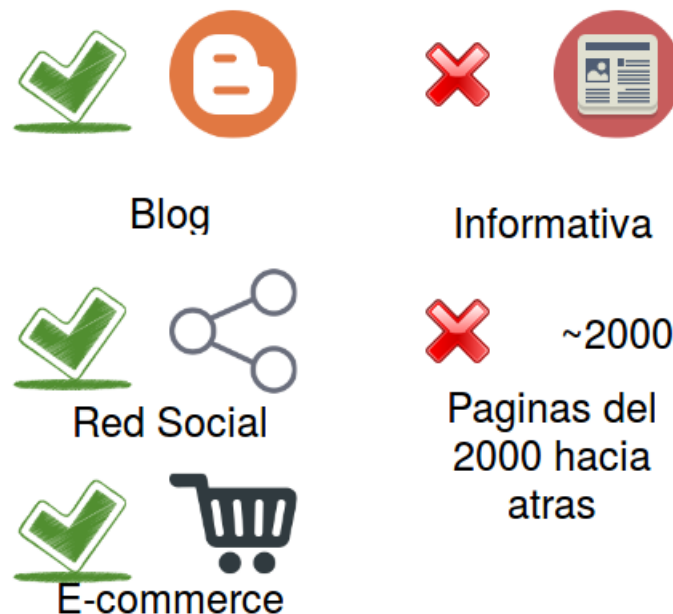 Blog
Informativa
Red Social
~2000
Paginas del
2000 hacia
atras
E-commerce